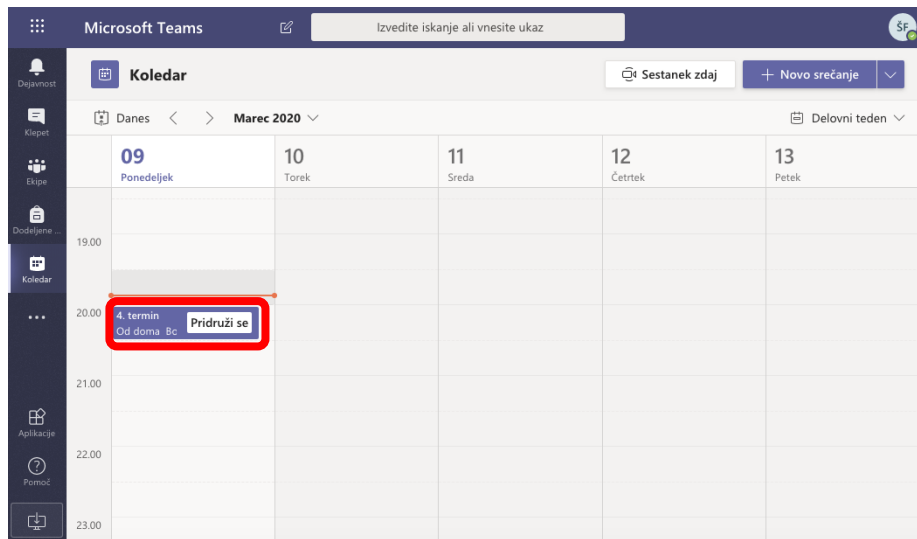 Microsoft Teams
Izvedite iskanje ali vnesite ukaz
ŠF
Dejavnost
Klepet
Ekipe
Dodeljene ...
Koledar
Aplikacije
Pomoč
Koledar
Sestanek zdaj
+ Novo srečanje
Danes
Marec 2020
Delovni teden
09
Ponedeljek
10
Torek
11
Sreda
12
Četrtek
13
Petek
19.00
20.00
4. termin
Od doma Bc
Pridruži se
21.00
22.00
23.00